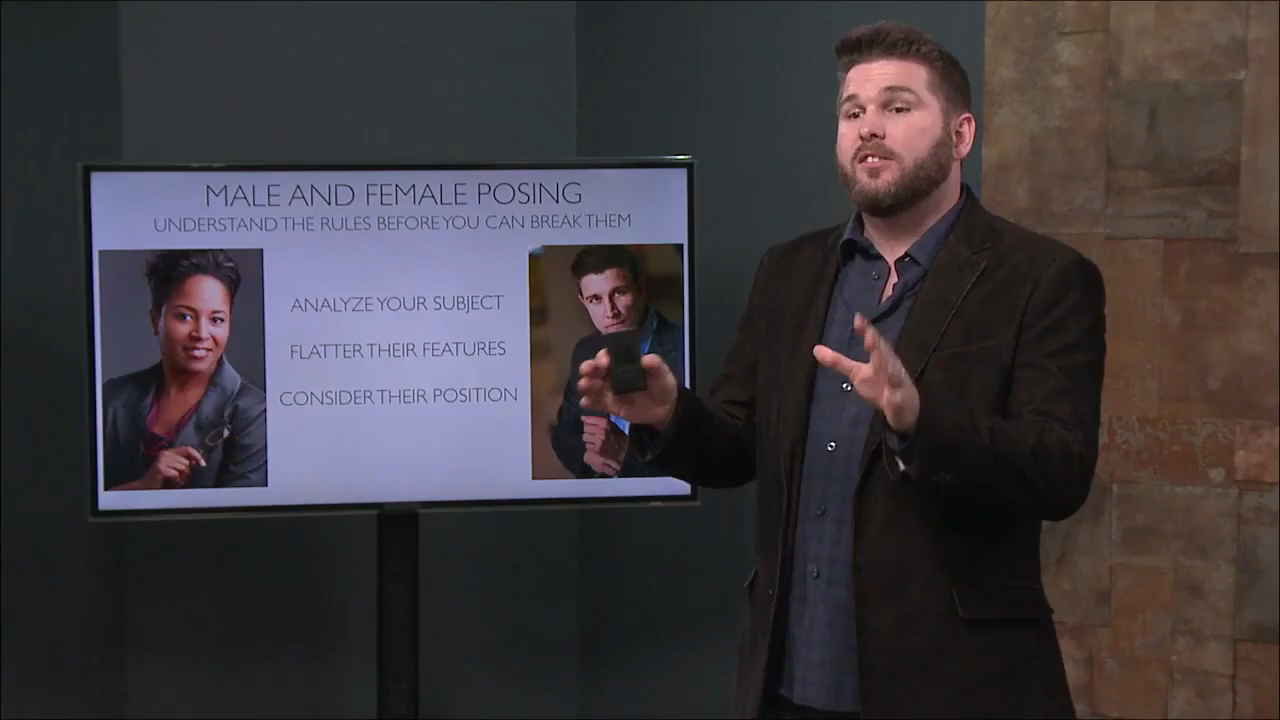 MALE AND FEMALE POSING
UNDERSTAND THE RULES BEFORE YOU CAN BREAK THEM
ANALYZE YOUR SUBJECT
FLATTER THEIR FEATURES
CONSIDER THEIR POSITION